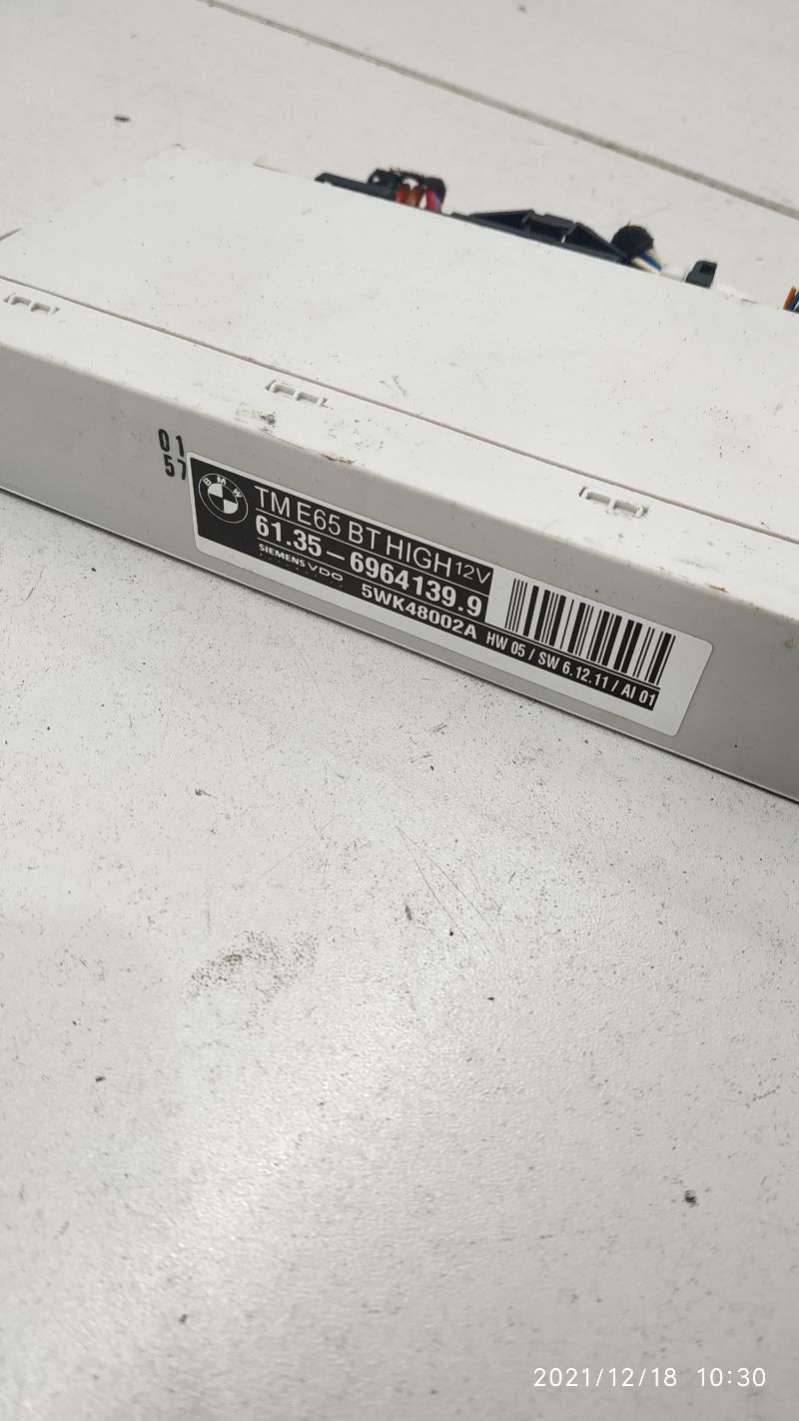 01
57
BMW
TM E65 BT HIGH 12V
61.35 – 6964139.9
SIEMENS VDO 5WK48002A HW 05 / SW 6.12.11 / AI 01
2021/12/18 10:30